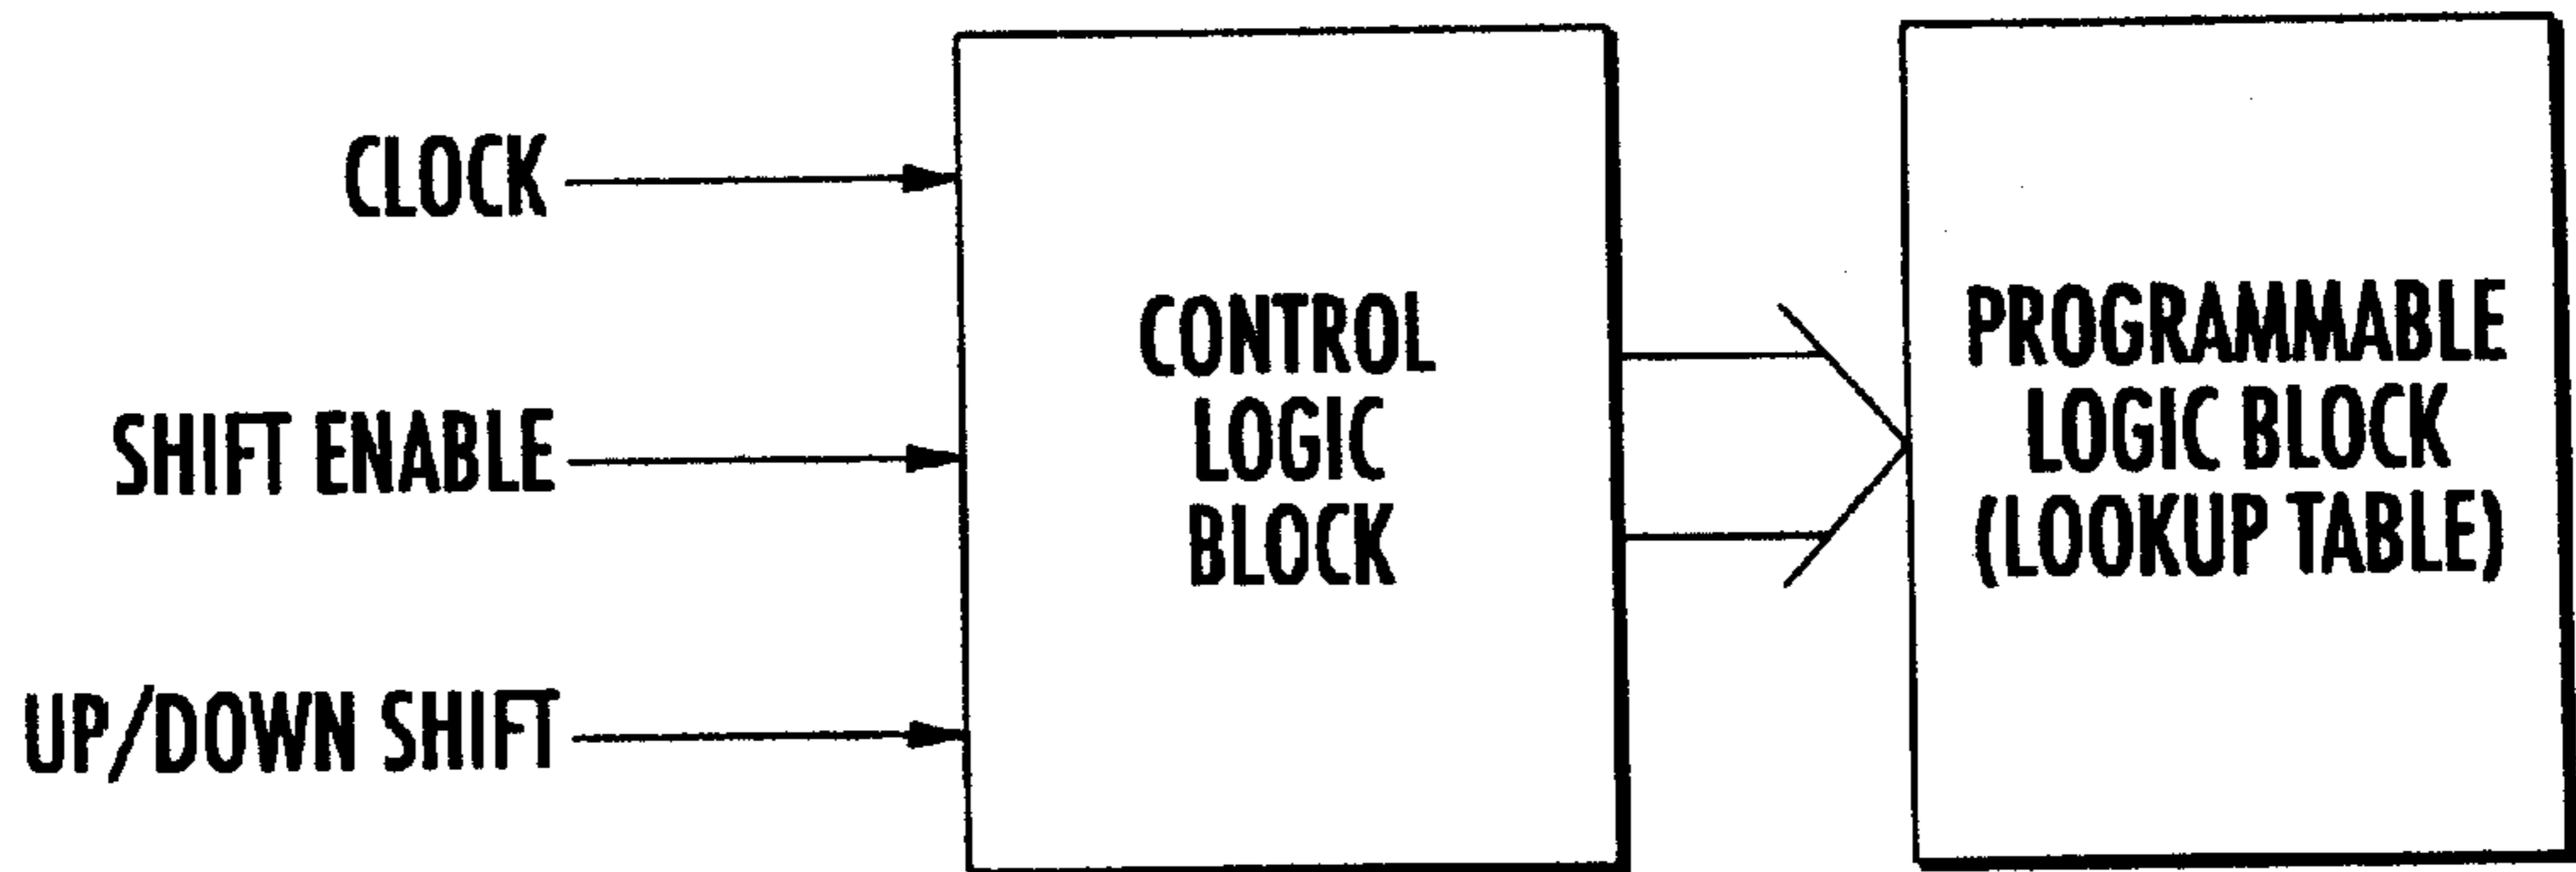 CLOCK
SHIFT ENABLE
UP/DOWN SHIFT
CONTROL
LOGIC
BLOCK
PROGRAMMABLE
LOGIC BLOCK
(LOOKUP TABLE)